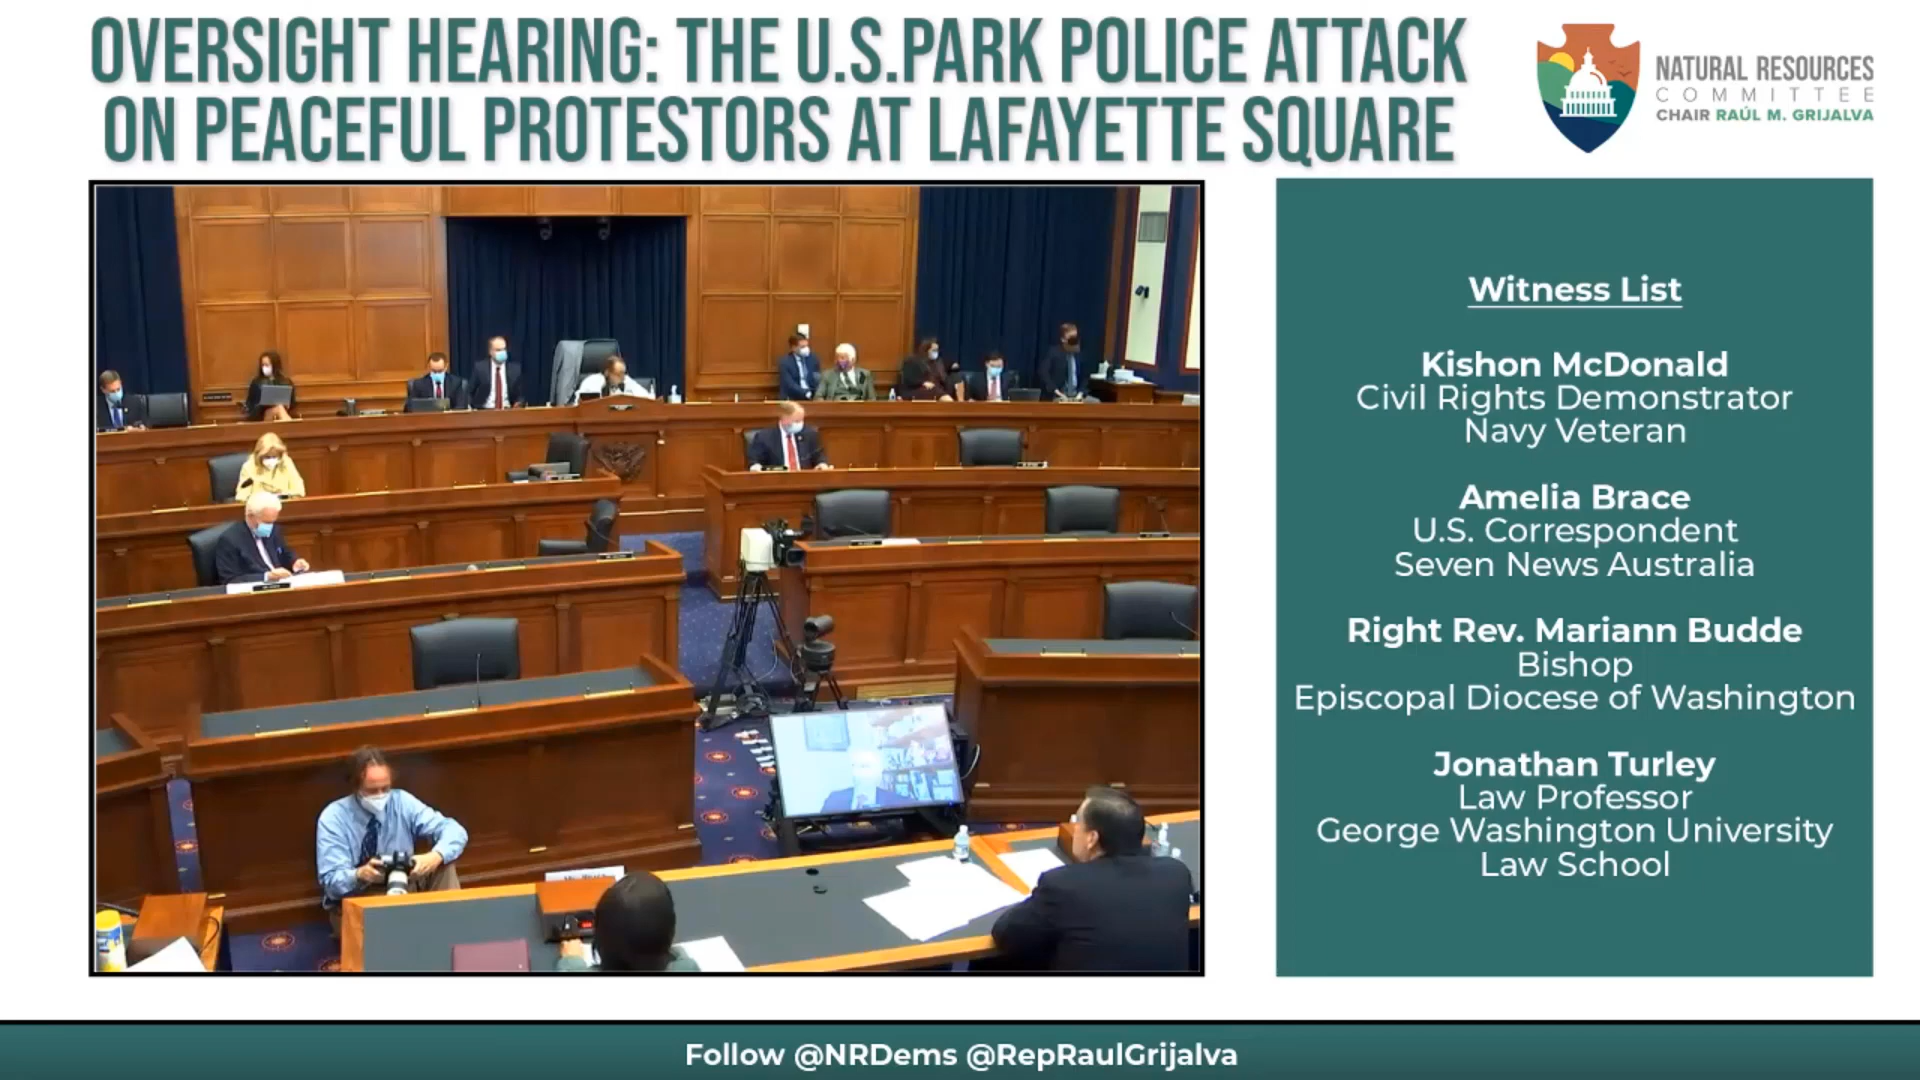 OVERSIGHT HEARING: THE U.S.PARK POLICE ATTACK
ON PEACEFUL PROTESTORS AT LAFAYETTE SQUARE
NATURAL RESOURCES
COMMITTEE
CHAIR RAÚL M. GRIJALVA
Witness List
Kishon McDonald
Civil Rights Demonstrator
Navy Veteran
Amelia Brace
U.S. Correspondent
Seven News Australia
Right Rev. Mariann Budde
Bishop
Episcopal Diocese of Washington
Jonathan Turley
Law Professor
George Washington University
Law School
Follow @NRDems @RepRaulGrijalva